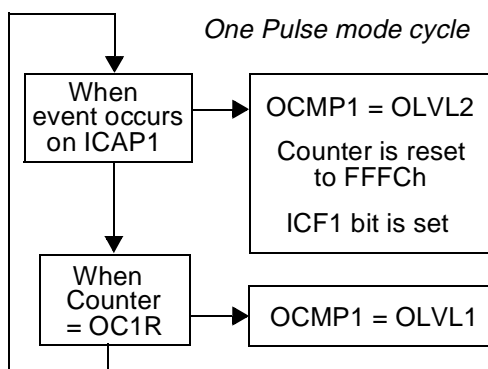 One Pulse mode cycle
When
event occurs
on ICAP1
OCMP1 = OLVL2
Counter is reset
to FFFCh
ICF1 bit is set
When
Counter
= OC1R
OCMP1 = OLVL1